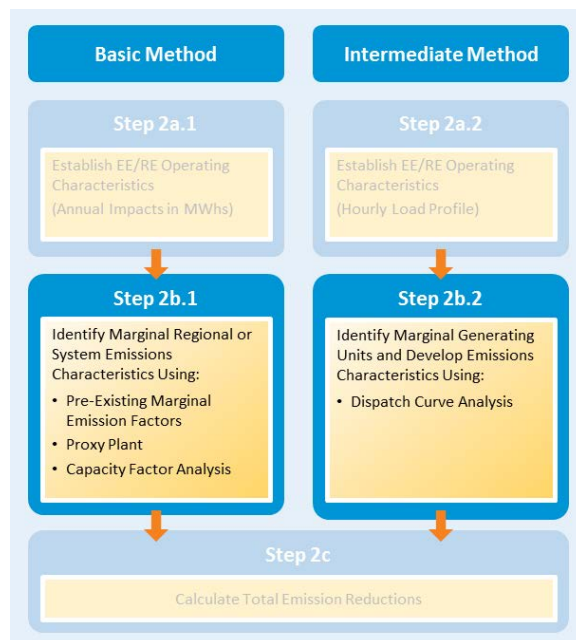 Basic Method
Intermediate Method
Step 2a.1
Establish EE/RE Operating
Characteristics
(Annual Impacts in MWhs)
Step 2a.2
Establish EE/RE Operating
Characteristics
(Hourly Load Profile)
Step 2b.1
Identify Marginal Regional or
System Emissions
Characteristics Using:
• Pre-Existing Marginal
Emission Factors
• Proxy Plant
• Capacity Factor Analysis
Step 2b.2
Identify Marginal Generating
Units and Develop Emissions
Characteristics Using:
• Dispatch Curve Analysis
Step 2c
Calculate Total Emission Reductions